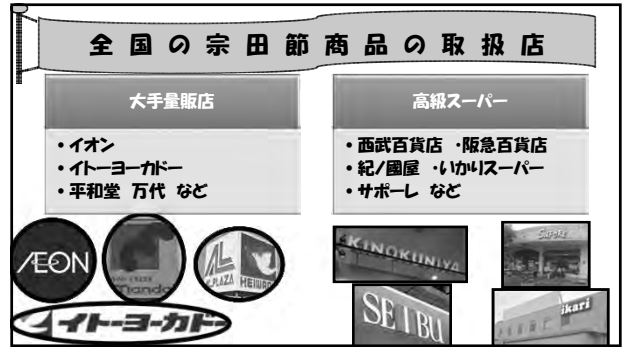 全国の宗田節商品の取扱店
大手量販店
・イオン
・イトーヨーカドー
・平和堂 万代 など
高級スーパー
・西武百貨店 ・阪急百貨店
・紀ノ國屋 ・いかりスーパー
・サポーレ など
ÆON
mandai
AL.PLAZA
HEIWADO
イトーヨーカドー
KINOKUNIYA
SEIBU
Sapore
ikari